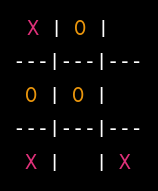 X | O |
---|---|---
O | O |
---|---|---
X |   | X